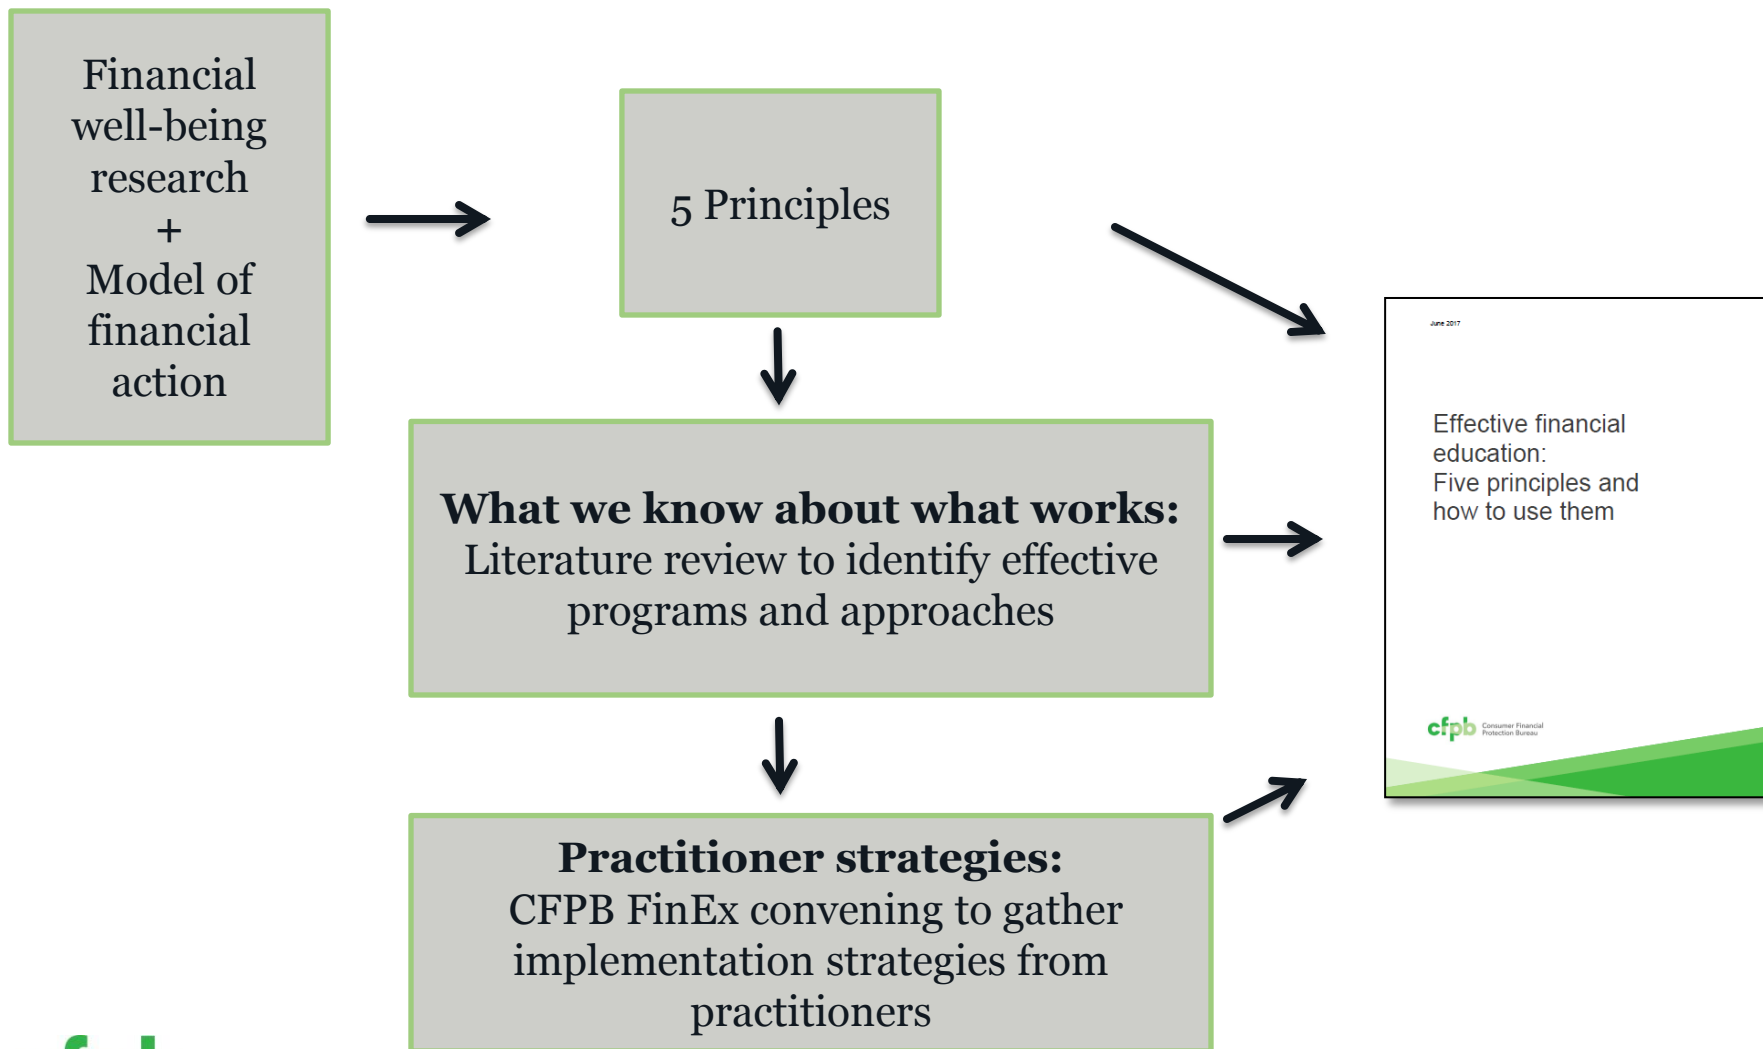 Financial
well-being
research
+
Model of
financial
action
5 Principles
What we know about what works:
Literature review to identify effective
programs and approaches
Practitioner strategies:
CFPB FinEx convening to gather
implementation strategies from
practitioners
June 2017
Effective financial
education:
Five principles and
how to use them
cfpb Consumer Financial
Protection Bureau